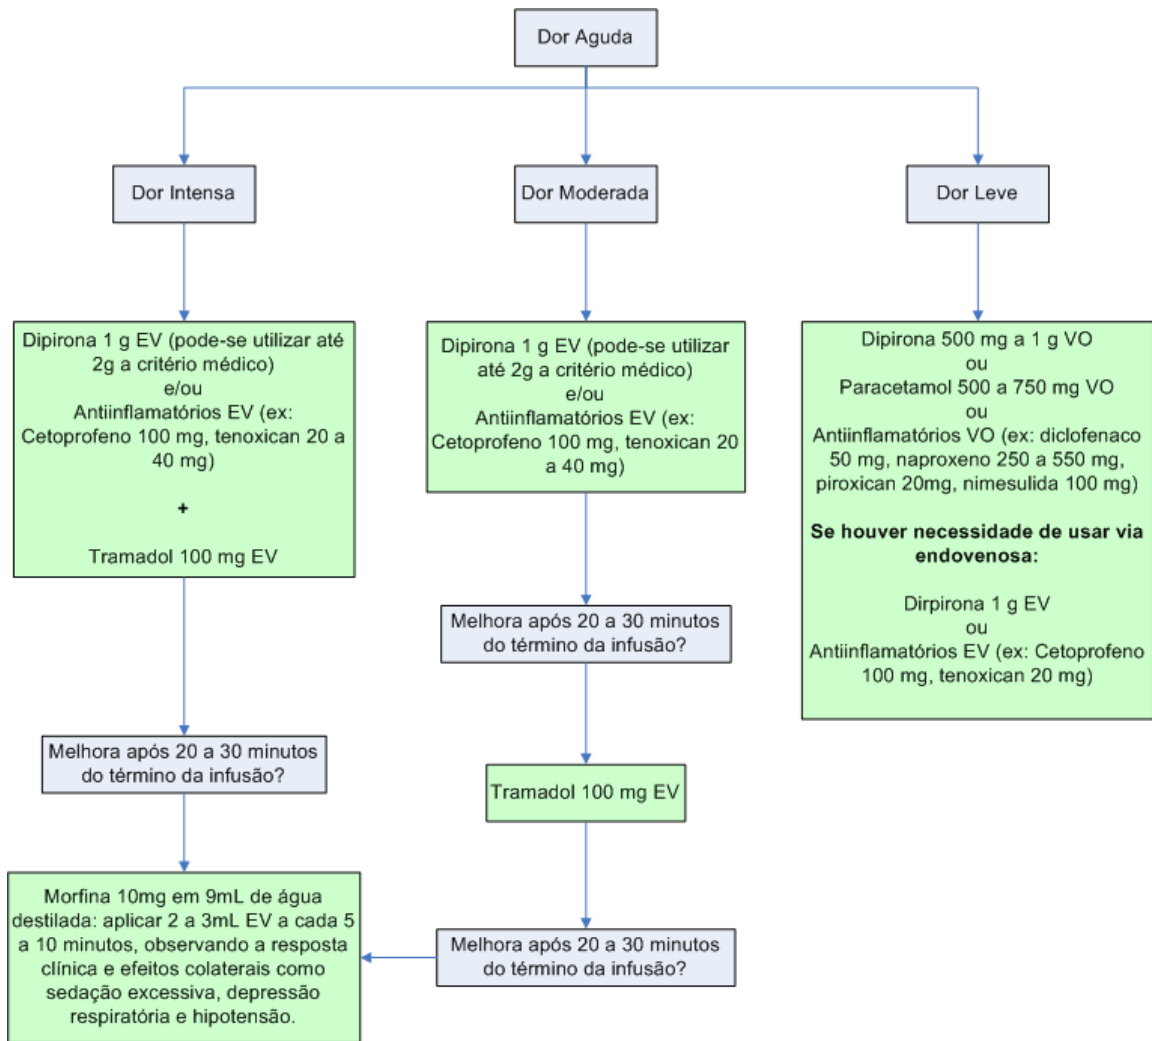 Dor Aguda
Dor Intensa
Dor Moderada
Dor Leve
Dipirona 1 g EV (pode-se utilizar até
2g a critério médico)
e/ou
Antiinflamatórios EV (ex:
Cetoprofeno 100 mg, tenoxican 20 a
40 mg)
+
Tramadol 100 mg EV
Dipirona 1 g EV (pode-se utilizar
até 2g a critério médico)
e/ou
Antiinflamatórios EV (ex:
Cetoprofeno 100 mg, tenoxican 20
a 40 mg)
Dipirona 500 mg a 1 g VO
ou
Paracetamol 500 a 750 mg VO
ou
Antiinflamatórios VO (ex: diclofenaco
50 mg, naproxeno 250 a 550 mg,
piroxican 20mg, nimesulida 100 mg)
Se houver necessidade de usar via
endovenosa:
Dirpirona 1 g EV
ou
Antiinflamatórios EV (ex: Cetoprofeno
100 mg, tenoxican 20 mg)
Melhora após 20 a 30 minutos
do término da infusão?
Melhora após 20 a 30 minutos
do término da infusão?
Tramadol 100 mg EV
Morfina 10mg em 9mL de água
destilada: aplicar 2 a 3mL EV a cada 5
a 10 minutos, observando a resposta
clínica e efeitos colaterais como
sedação excessiva, depressão
respiratória e hipotensão.
Melhora após 20 a 30 minutos
do término da infusão?